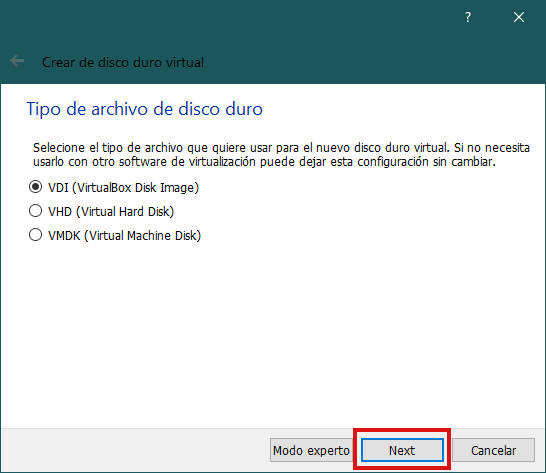 ?
Crear de disco duro virtual
Tipo de archivo de disco duro
Selecione el tipo de archivo que quiere usar para el nuevo disco duro virtual. Si no necesita
usarlo con otro software de virtualización puede dejar esta configuración sin cambiar.
VDI (VirtualBox Disk Image)
VHD (Virtual Hard Disk)
VMDK (Virtual Machine Disk)
Modo experto Next Cancelar